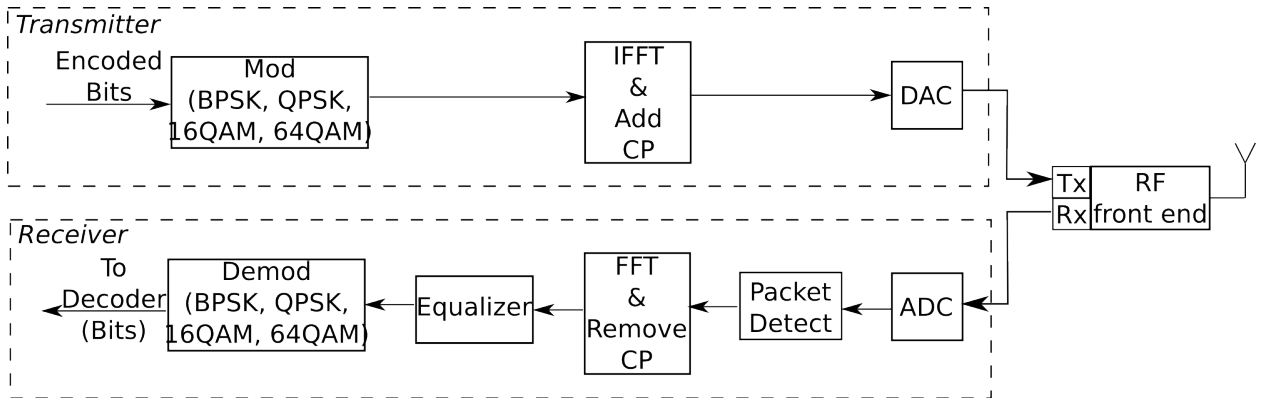 Transmitter
Encoded
Bits
Mod
(BPSK, QPSK,
16QAM, 64QAM)
IFFT
&
Add
CP
DAC
Tx
Rx
RF
front end
Receiver
To
Decoder
(Bits)
Demod
(BPSK, QPSK,
16QAM, 64QAM)
Equalizer
FFT
&
Remove
CP
Packet
Detect
ADC